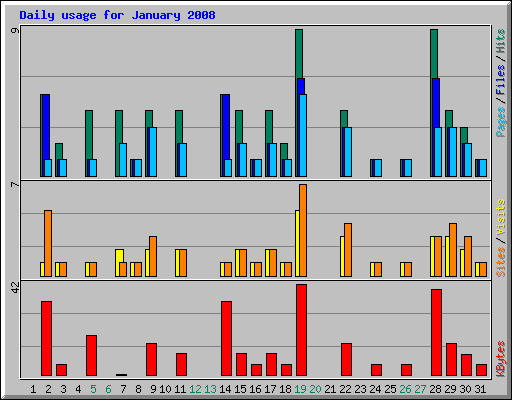 Daily usage for January 2008
9
7
42
Pages / Files / Hits
Sites / Visits
KBytes
1 2 3 4 5 6 7 8 9 10 11 12 13 14 15 16 17 18 19 20 21 22 23 24 25 26 27 28 29 30 31